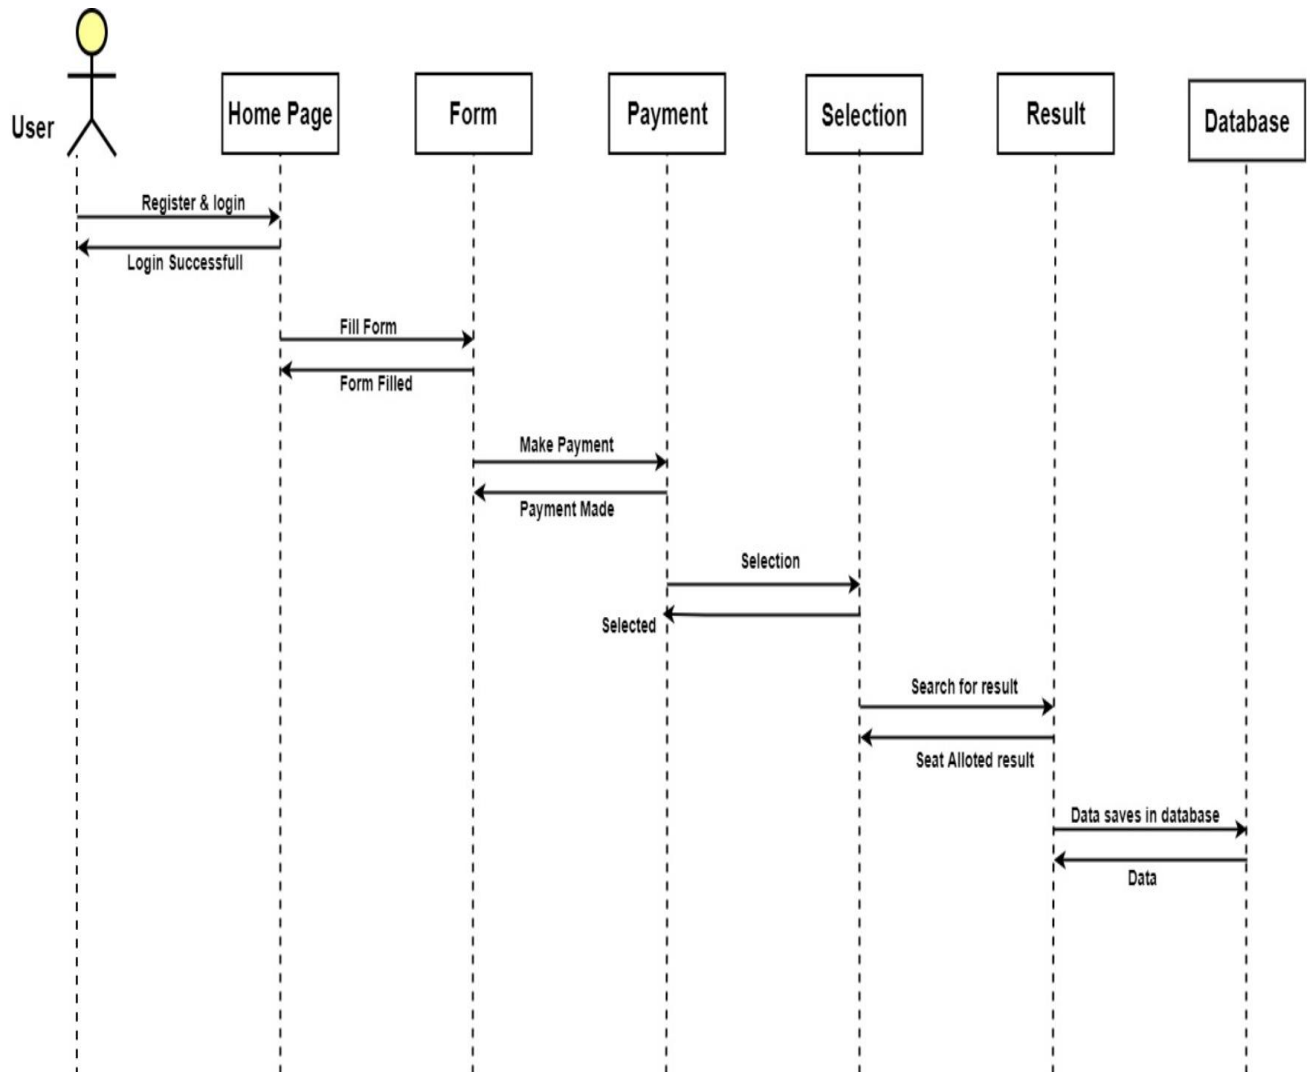 User
Home Page
Form
Payment
Selection
Result
Database
Register & login
Login Successfull
Fill Form
Form Filled
Make Payment
Payment Made
Selection
Selected
Search for result
Seat Alloted result
Data saves in database
Data